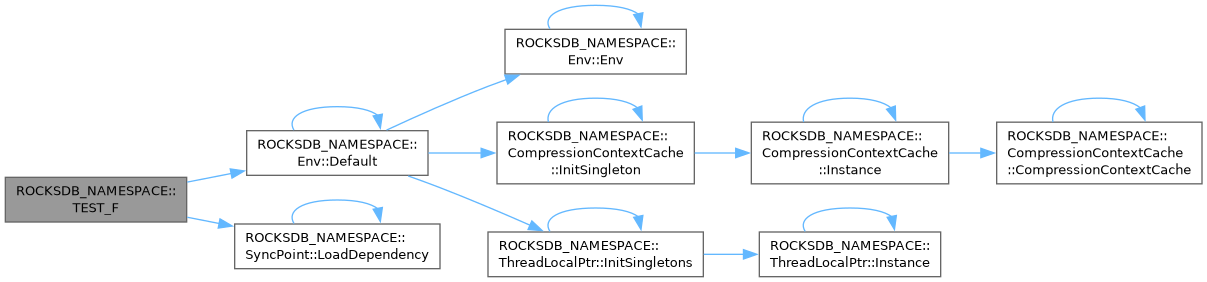 ROCKSDB_NAMESPACE::
TEST_F
ROCKSDB_NAMESPACE::
Env::Default
ROCKSDB_NAMESPACE::
SyncPoint::LoadDependency
ROCKSDB_NAMESPACE::
Env::Env
ROCKSDB_NAMESPACE::
CompressionContextCache
::InitSingleton
ROCKSDB_NAMESPACE::
ThreadLocalPtr::InitSingletons
ROCKSDB_NAMESPACE::
CompressionContextCache
::Instance
ROCKSDB_NAMESPACE::
ThreadLocalPtr::Instance
ROCKSDB_NAMESPACE::
CompressionContextCache
::CompressionContextCache